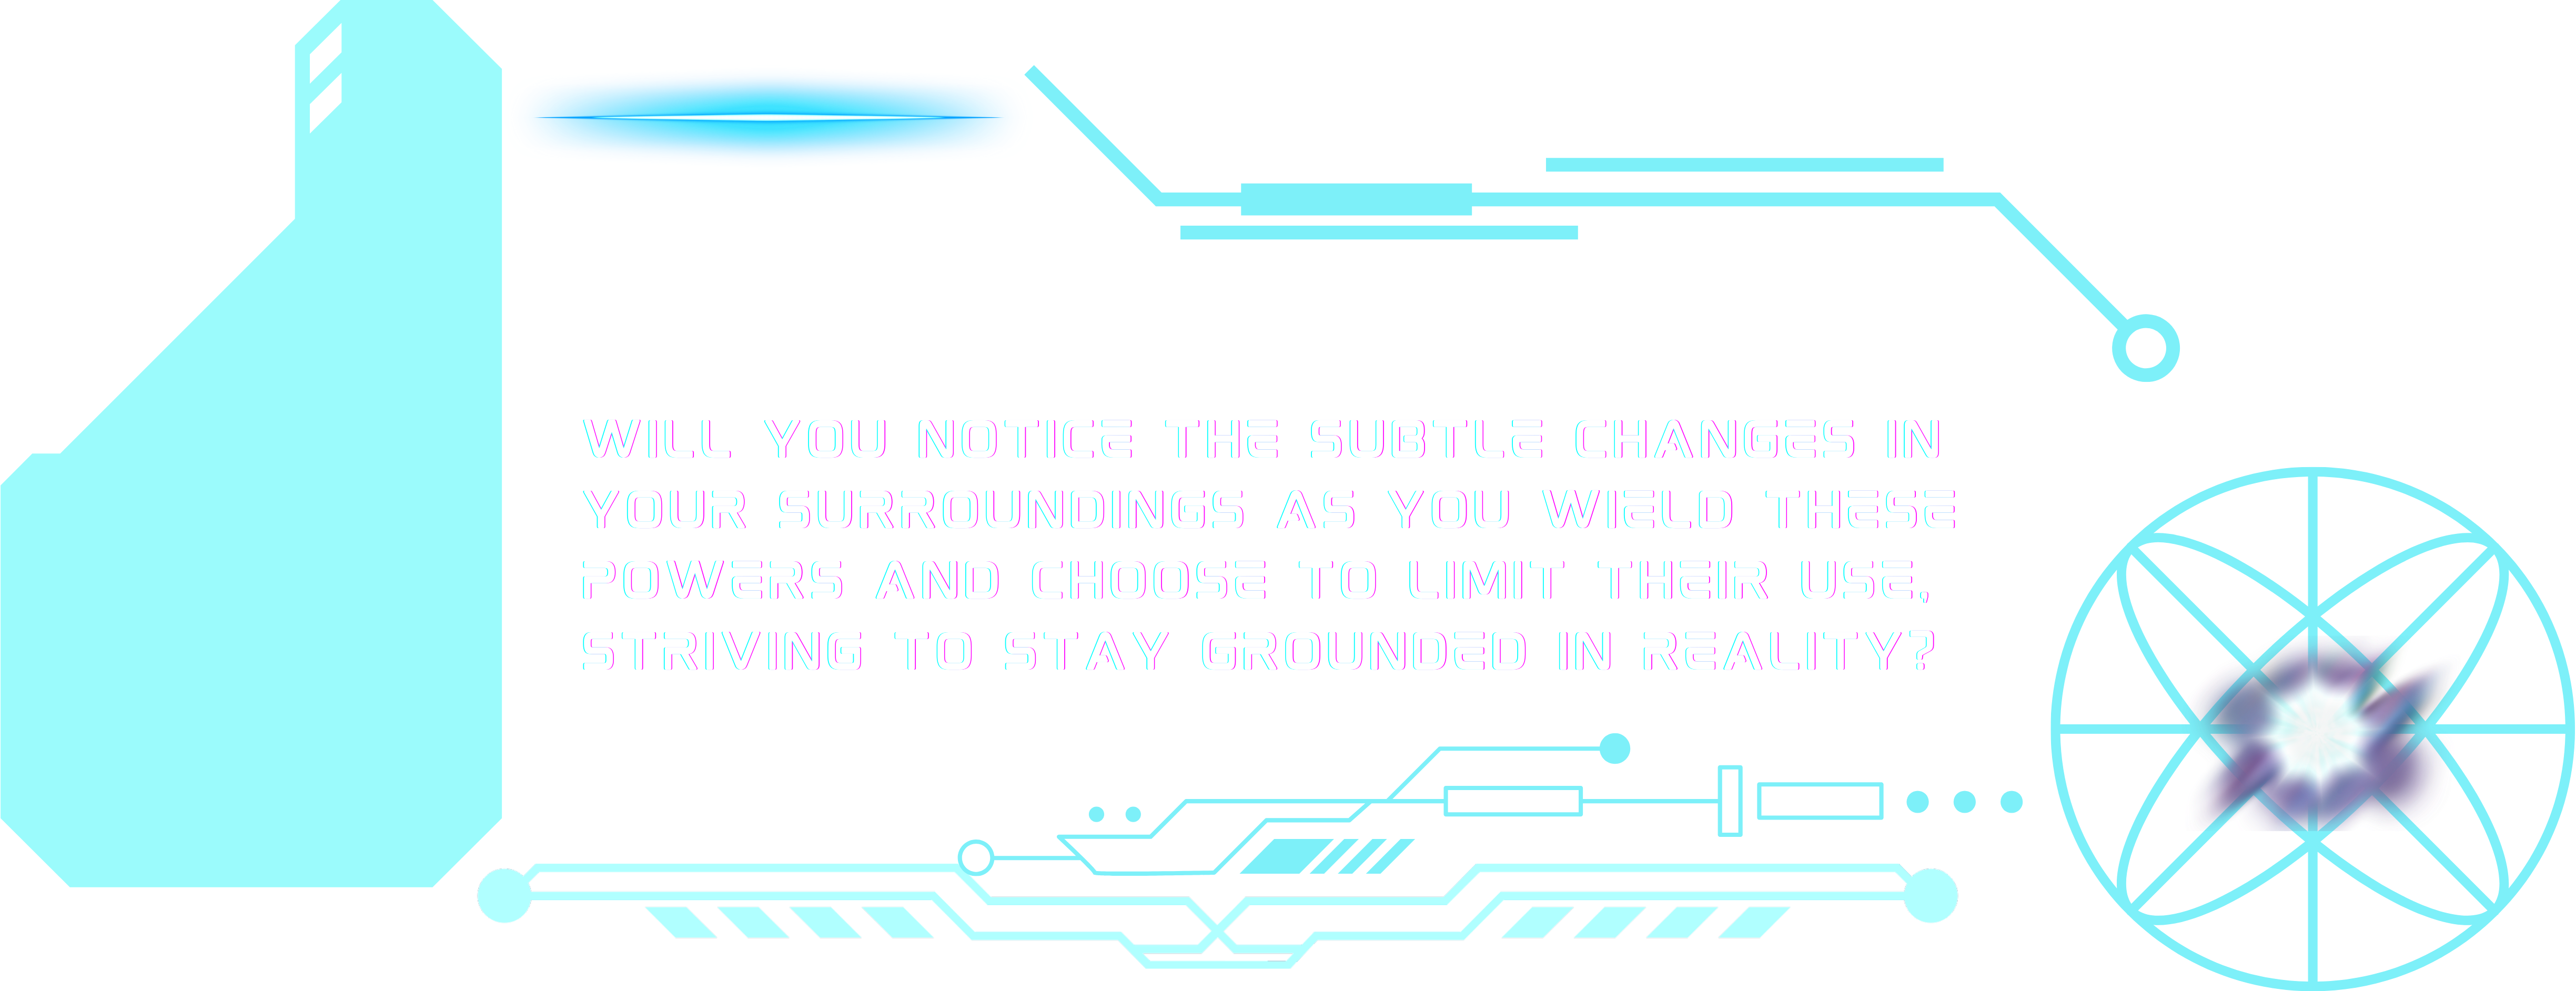 WILL YOU NOTICE THE SUBTLE CHANGES IN
YOUR SURROUNDINGS AS YOU WIELD THESE
POWERS AND CHOOSE TO LIMIT THEIR USE,
STRIVING TO STAY GROUNDED IN REALITY?